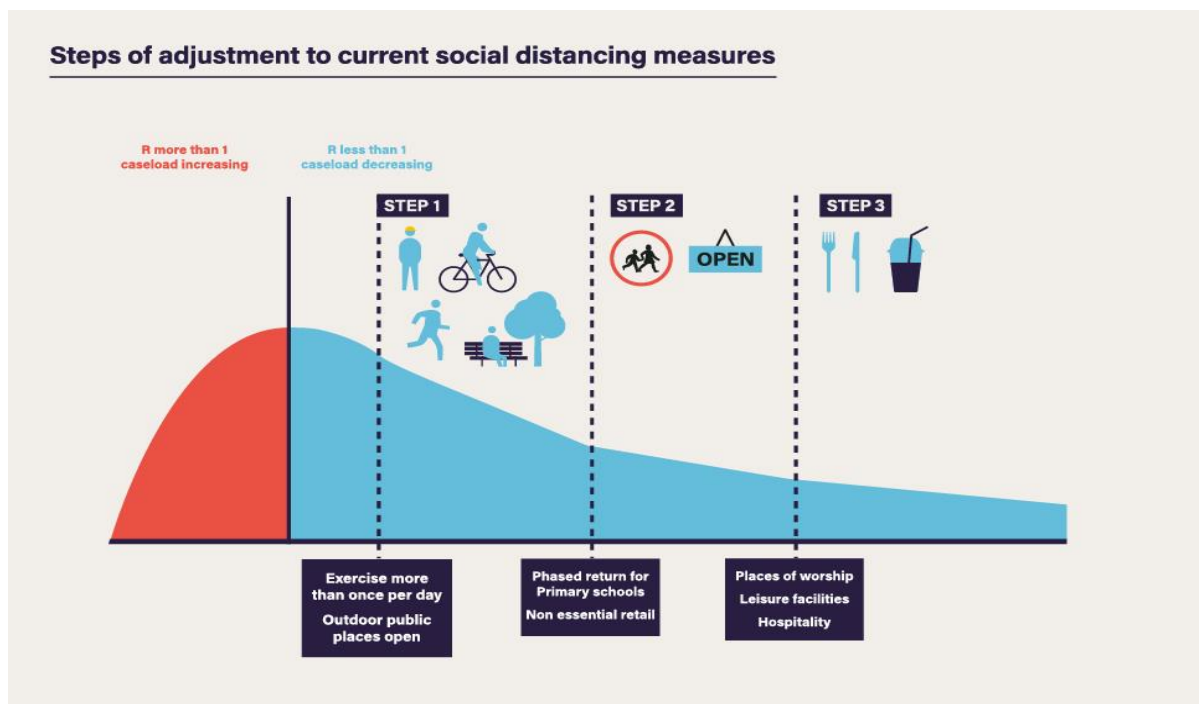 Steps of adjustment to current social distancing measures
R more than 1
caseload increasing
R less than 1
caseload decreasing
STEP 1
STEP 2
STEP 3
OPEN
Exercise more
than once per day
Outdoor public
places open
Phased return for
Primary schools
Non essential retail
Places of worship
Leisure facilities
Hospitality